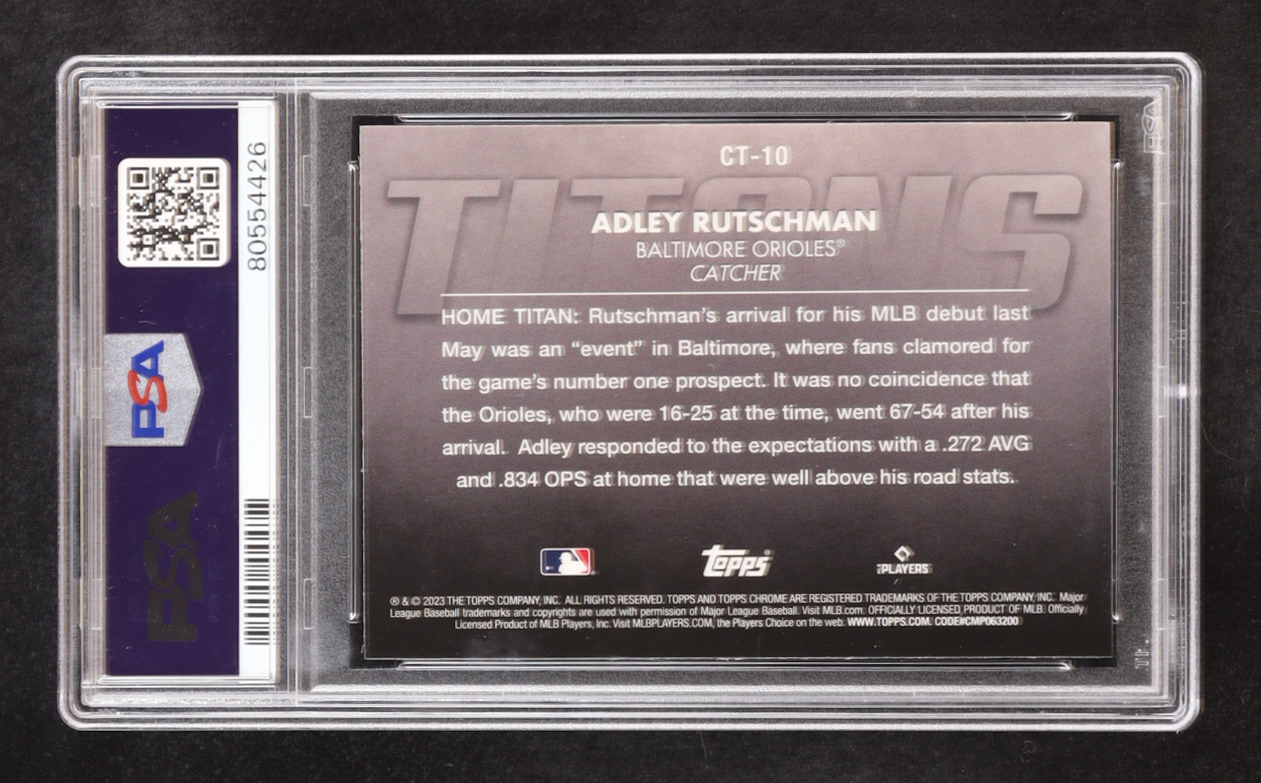 80554426
PSA
PSA
CT-10
TITANS
ADLEY RUTSCHMAN
BALTIMORE ORIOLES®
CATCHER
HOME TITAN: Rutschman's arrival for his MLB debut last
May was an "event" in Baltimore, where fans clamored for
the game's number one prospect. It was no coincidence that
the Orioles, who were 16-25 at the time, went 67-54 after his
arrival. Adley responded to the expectations with a .272 AVG
and .834 OPS at home that were well above his road stats.
Topps
PLAYERS
® & © 2023 THE TOPPS COMPANY, INC. ALL RIGHTS RESERVED. TOPPS AND TOPPS CHROME ARE REGISTERED TRADEMARKS OF THE TOPPS COMPANY, INC. Major
League Baseball trademarks and copyrights are used with permission of Major League Baseball. Visit MLB.com. OFFICIALLY LICENSED PRODUCT OF MLB. Officially
Licensed Product of MLB Players, Inc. Visit MLBPLAYERS.COM, the Players Choice on the web. WWW.TOPPS.COM. CODE#CMP063200
PSA